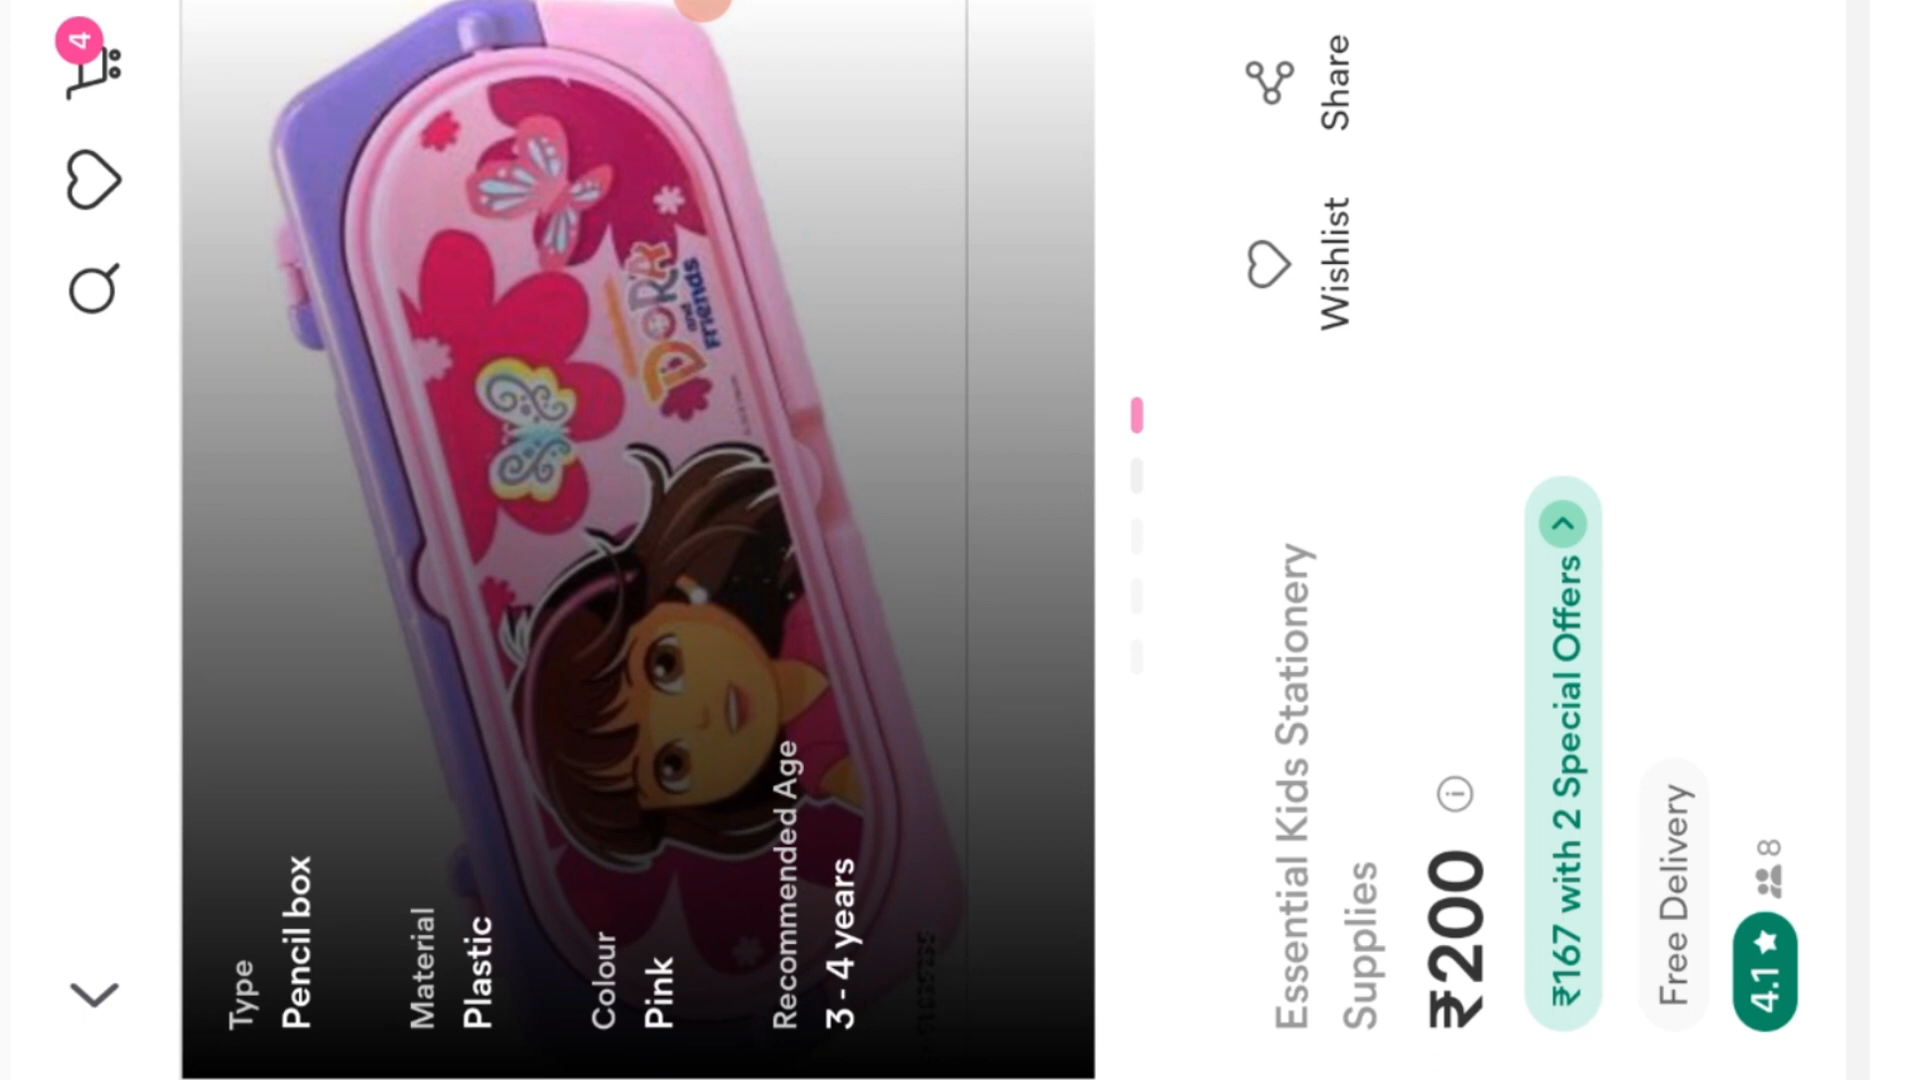 4
Type
Pencil box
Material
Plastic
Colour
Pink
Recommended Age
3 - 4 years
DORA
and
Friends
Essential Kids Stationery
Supplies
Wishlist
Share
₹200
₹167 with 2 Special Offers
Free Delivery
4.1 ★
8